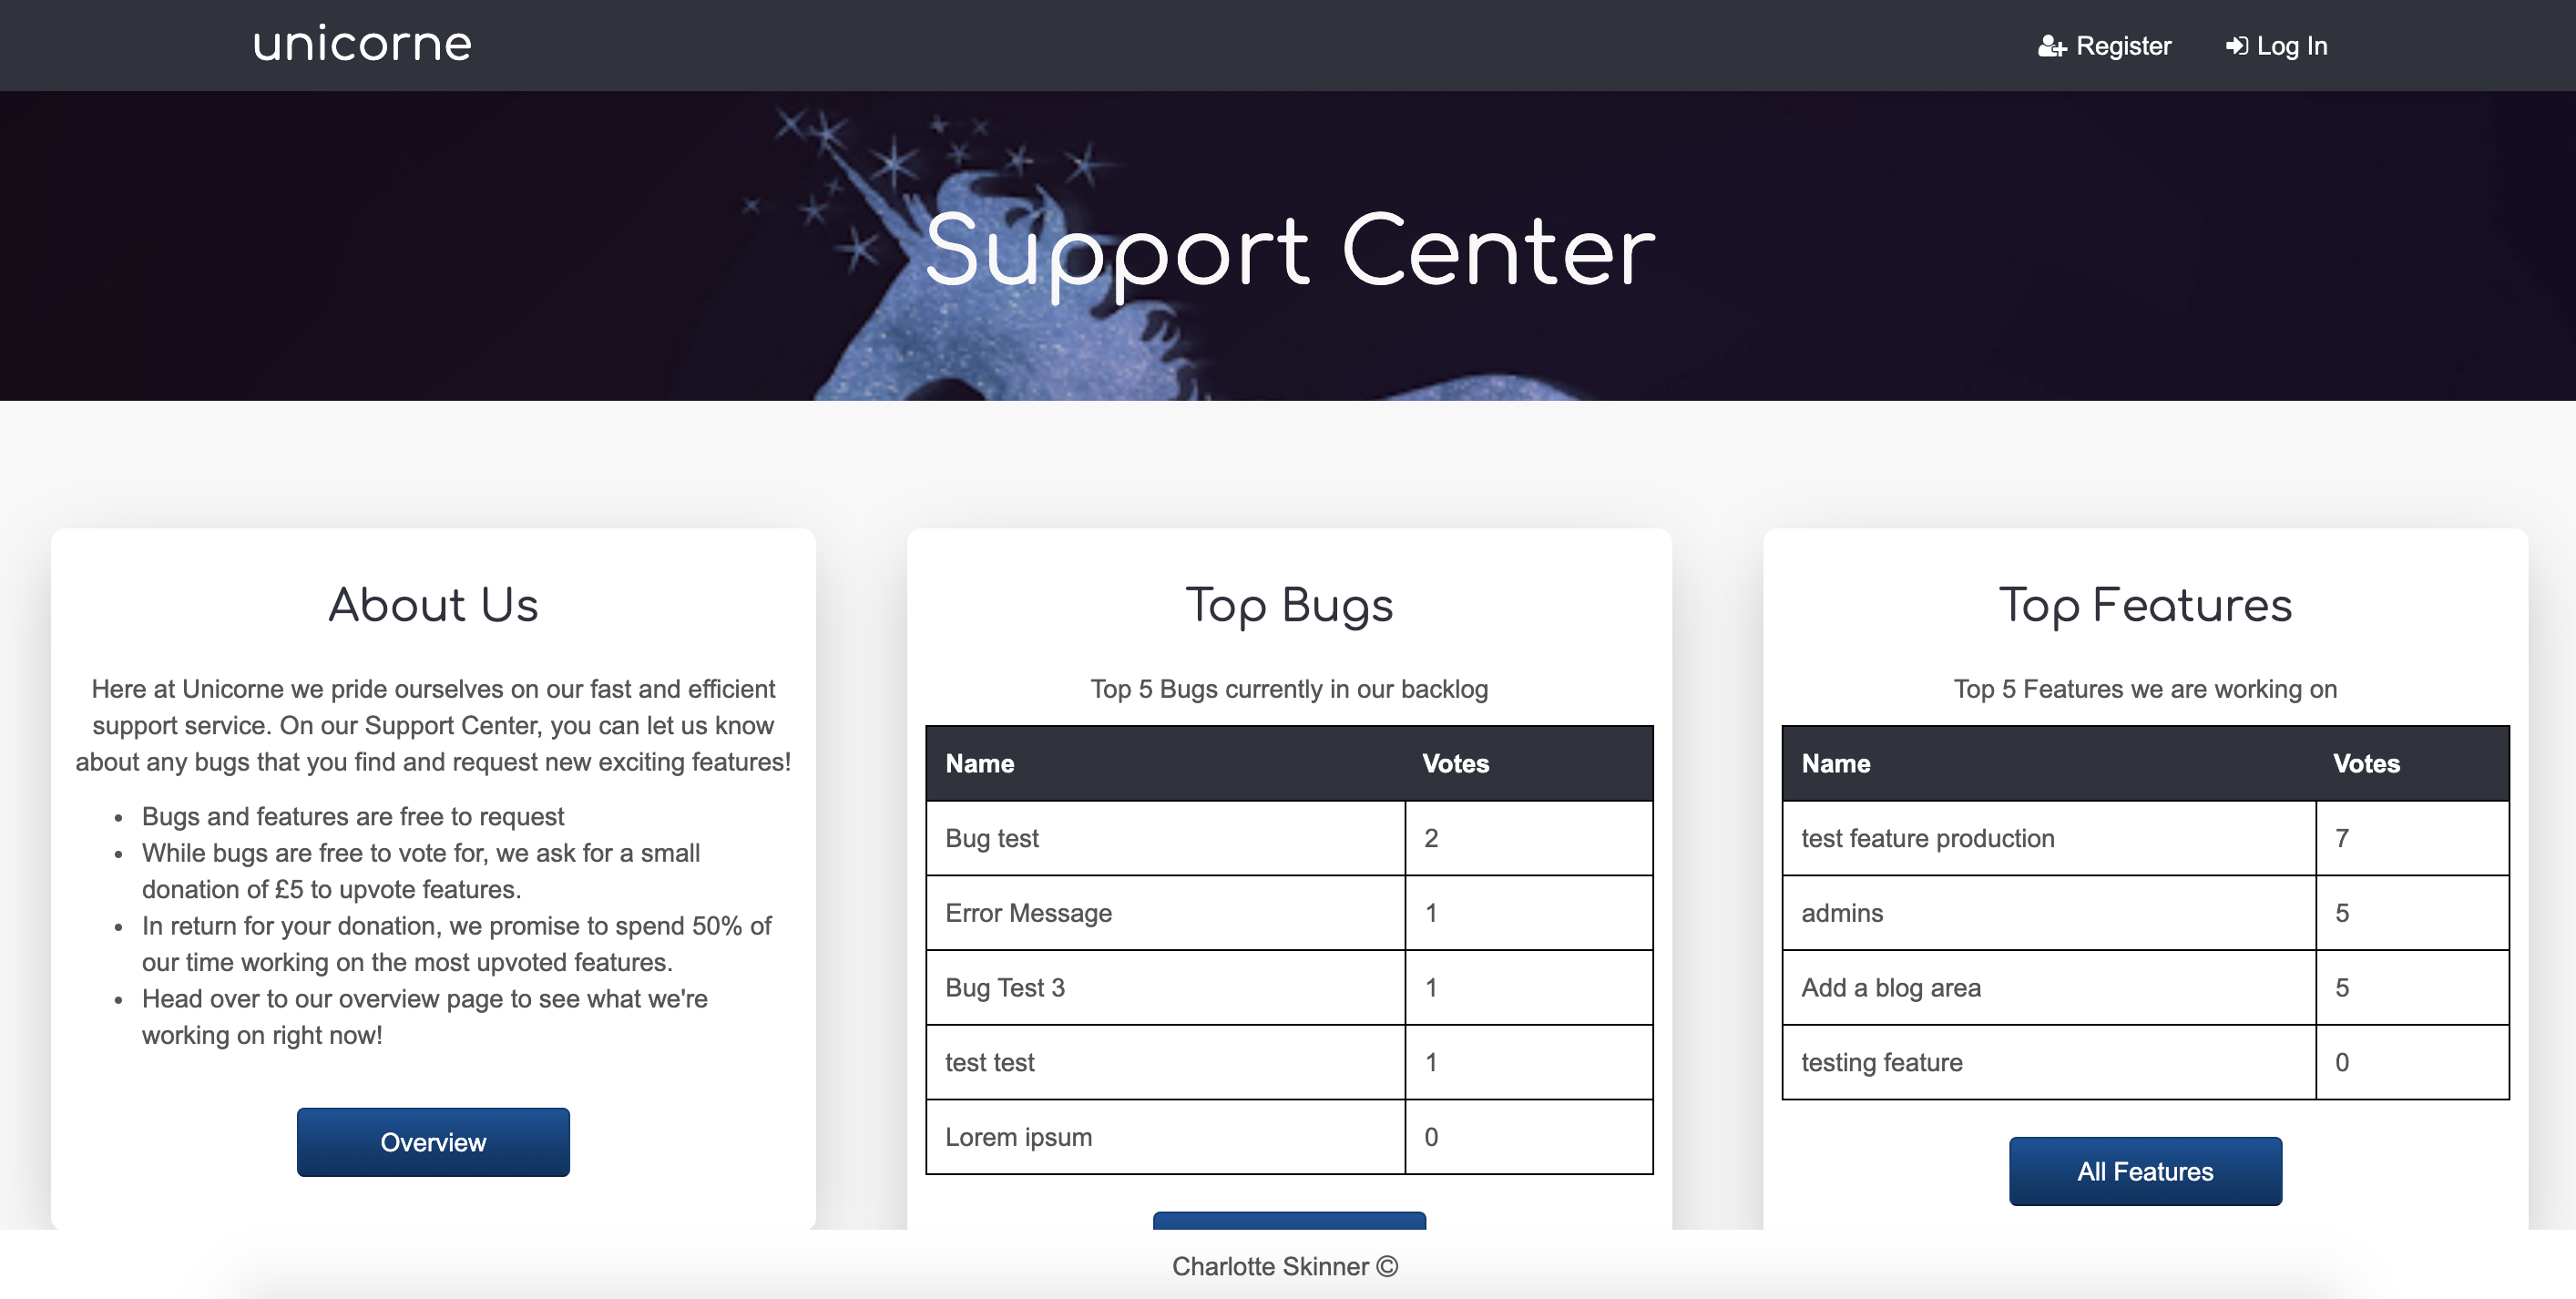 unicorne
Register
Log In
Support Center
About Us
Here at Unicorne we pride ourselves on our fast and efficient
support service. On our Support Center, you can let us know
about any bugs that you find and request new exciting features!
• Bugs and features are free to request
• While bugs are free to vote for, we ask for a small
donation of £5 to upvote features.
• In return for your donation, we promise to spend 50% of
our time working on the most upvoted features.
• Head over to our overview page to see what we're
working on right now!
Overview
Top Bugs
Top 5 Bugs currently in our backlog
Name Votes
Bug test 2
Error Message 1
Bug Test 3 1
test test 1
Lorem ipsum 0
Top Features
Top 5 Features we are working on
Name Votes
test feature production 7
admins 5
Add a blog area 5
testing feature 0
All Features
Charlotte Skinner ©